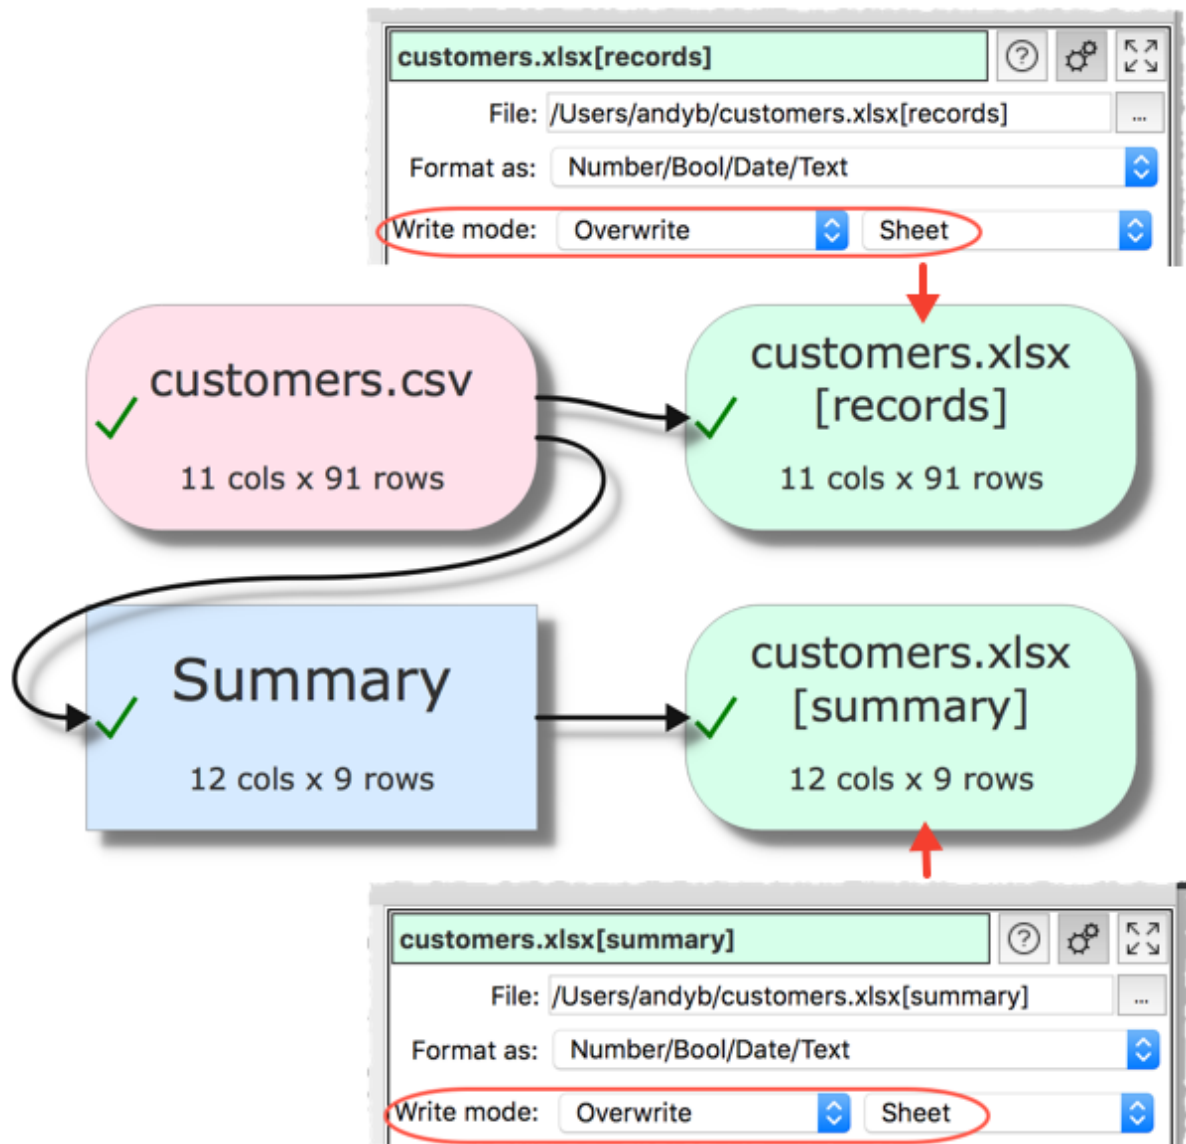 customers.xlsx[records]
File: /Users/andyb/customers.xlsx[records] ...
Format as: Number/Bool/Date/Text
Write mode: Overwrite Sheet
customers.csv
11 cols x 91 rows
customers.xlsx
[records]
11 cols x 91 rows
Summary
12 cols x 9 rows
customers.xlsx
[summary]
12 cols x 9 rows
customers.xlsx[summary]
File: /Users/andyb/customers.xlsx[summary] ...
Format as: Number/Bool/Date/Text
Write mode: Overwrite Sheet